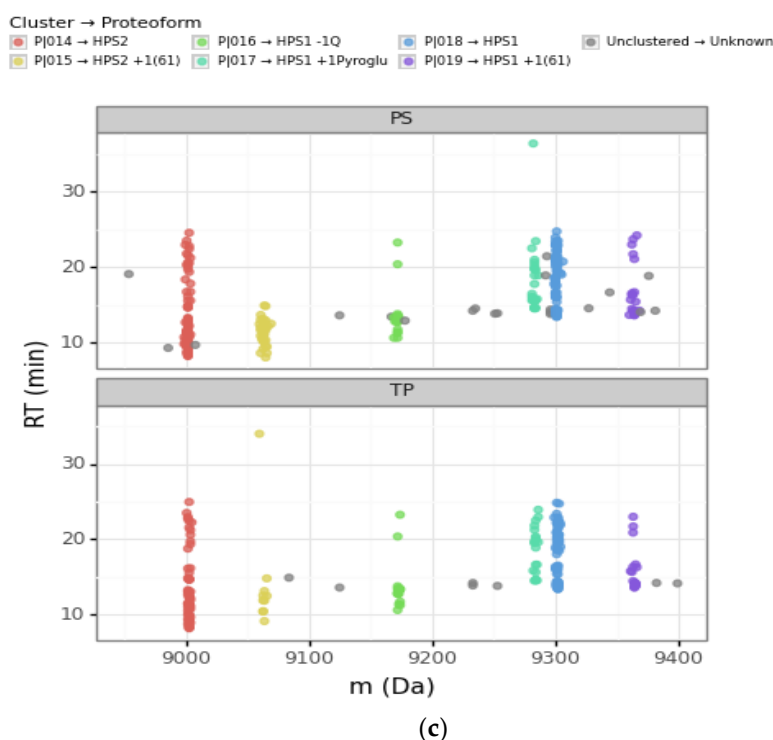 Cluster → Proteoform
P|014 → HPS2 P|016 → HPS1 -1Q P|018 → HPS1 Unclustered → Unknown
P|015 → HPS2 +1(61) P|017 → HPS1 +1Pyroglu P|019 → HPS1 +1(61)
PS
30
20
10
RT (min)
TP
30
20
10
9000 9100 9200 9300 9400
m (Da)
(c)